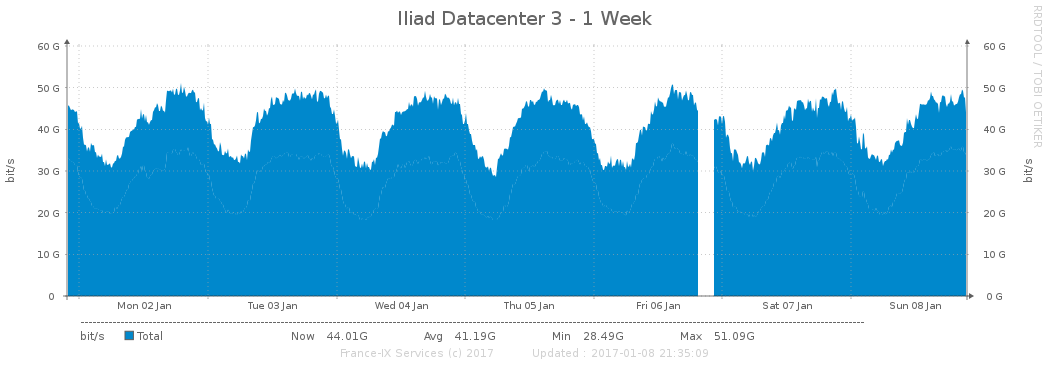 Iliad Datacenter 3 - 1 Week
RRDTOOL / TOBI OETIKER
60 G 60 G
50 G 50 G
40 G 40 G
30 G 30 G
20 G 20 G
10 G 10 G
0 0 G
bit/s bit/s
Mon 02 Jan Tue 03 Jan Wed 04 Jan Thu 05 Jan Fri 06 Jan Sat 07 Jan Sun 08 Jan
bit/s Total Now 44.01G Avg 41.19G Min 28.49G Max 51.09G
France-IX Services (c) 2017 Updated : 2017-01-08 21:35:09